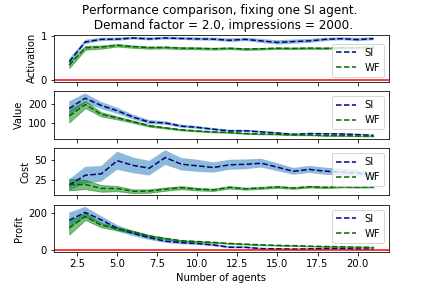 Performance comparison, fixing one SI agent.
Demand factor = 2.0, impressions = 2000.
1
0
Activation
SI
WF
200
100
Value
SI
WF
50
25
Cost
SI
WF
200
0
Profit
SI
WF
2.5 5.0 7.5 10.0 12.5 15.0 17.5 20.0
Number of agents